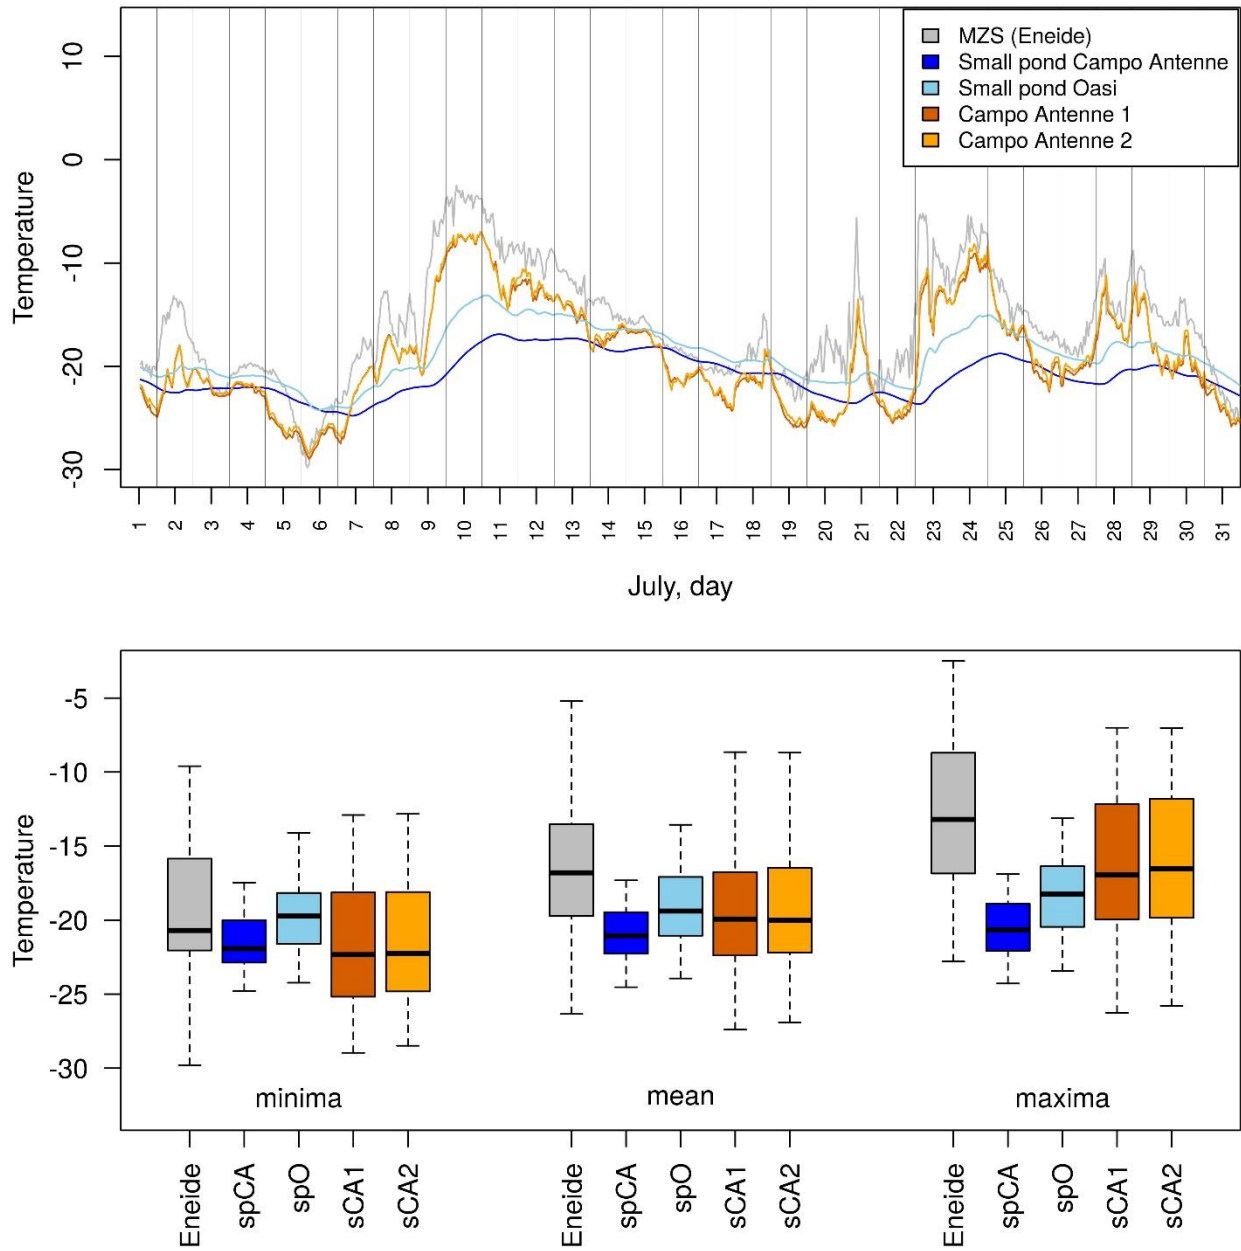 MZS (Eneide)
Small pond Campo Antenne
Small pond Oasi
Campo Antenne 1
Campo Antenne 2
Temperature
10
0
-10
-20
-30
1 2 3 4 5 6 7 8 9 10 11 12 13 14 15 16 17 18 19 20 21 22 23 24 25 26 27 28 29 30 31
July, day
Temperature
-5
-10
-15
-20
-25
-30
minima mean maxima
Eneide spCA spO sCA1 sCA2 Eneide spCA spO sCA1 sCA2 Eneide spCA spO sCA1 sCA2